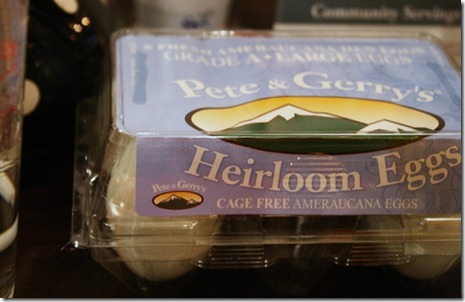 Community Servings
6 FRESH AMERAUCANA HEN EGGS
GRADE A • LARGE EGGS
Pete & Gerry's®
Heirloom Eggs
Pete & Gerry's
CAGE FREE AMERAUCANA EGGS